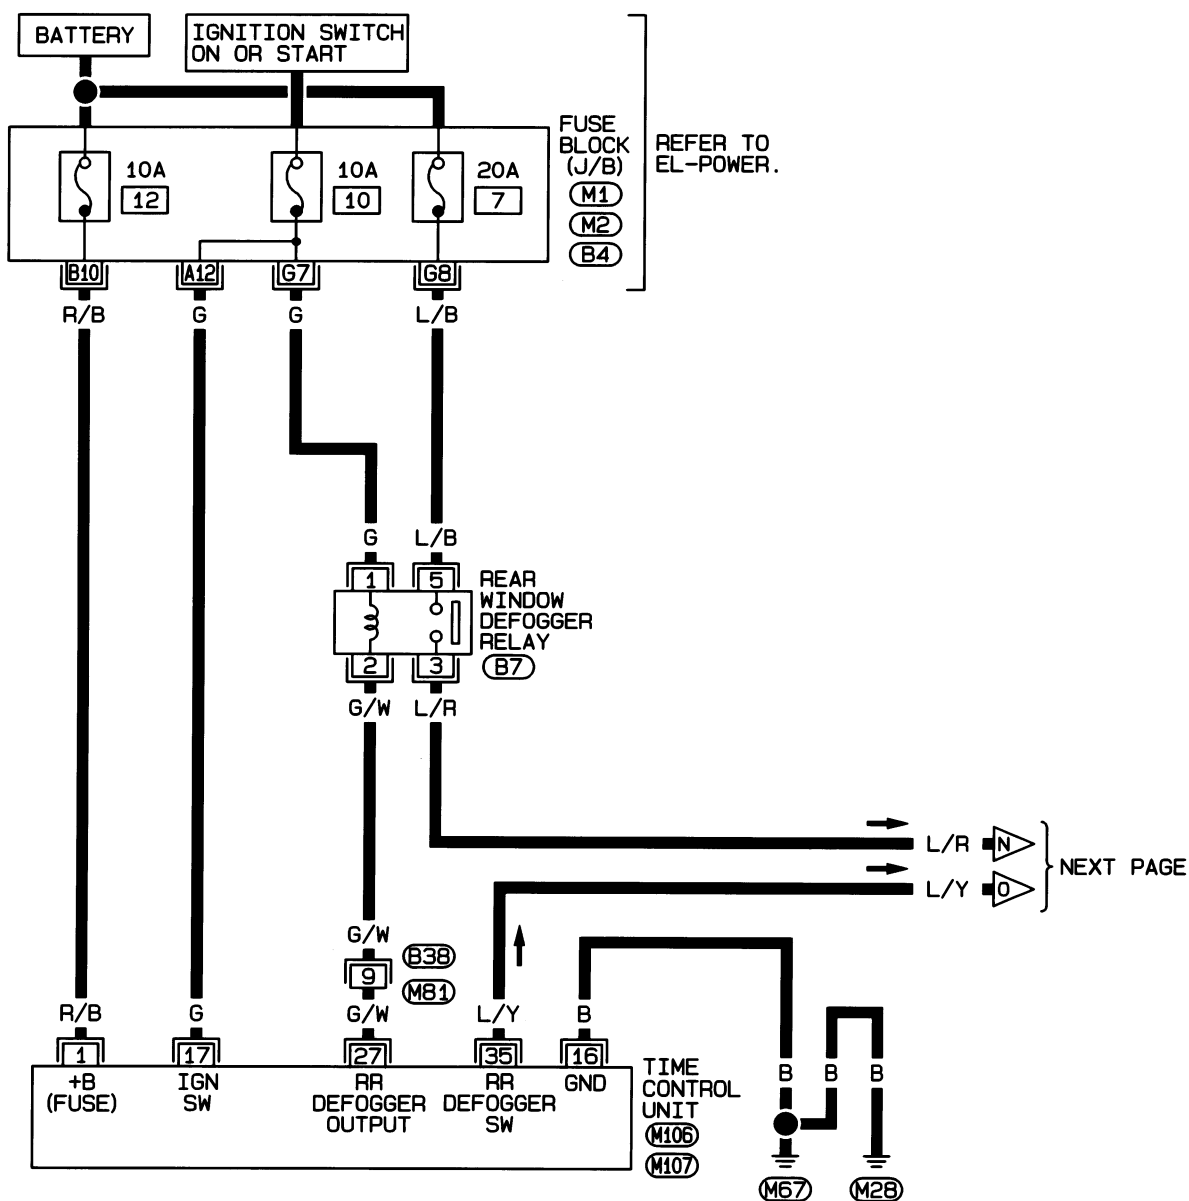 BATTERY
IGNITION SWITCH
ON OR START
FUSE
BLOCK
(J/B)
M1
M2
B4
REFER TO
EL-POWER.
10A
12
10A
10
20A
7
B10
A12
G7
G8
R/B
G
G
L/B
G
L/B
1
5
REAR
WINDOW
DEFOGGER
RELAY
B7
2
3
G/W
L/R
L/R
N
L/Y
O
NEXT PAGE
G/W
B38
9
M81
R/B
G
G/W
L/Y
B
1
17
27
35
16
+B
(FUSE)
IGN
SW
RR
DEFOGGER
OUTPUT
RR
DEFOGGER
SW
GND
TIME
CONTROL
UNIT
M106
M107
B
B
B
M67
M28